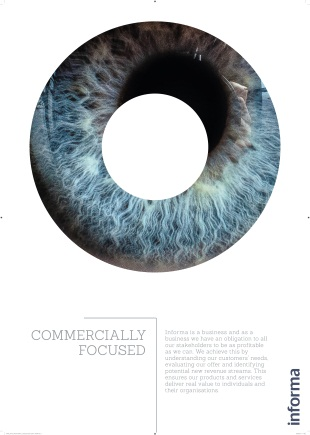 COMMERCIALLY
FOCUSED
Informa is a business and as a
business we have an obligation to all
our stakeholders to be as profitable
as we can. We achieve this by
understanding our customers' needs
evaluating our offer and identifying
potential new revenue streams. This
ensures our products and services
deliver real value to individuals and
their organisations.
informa